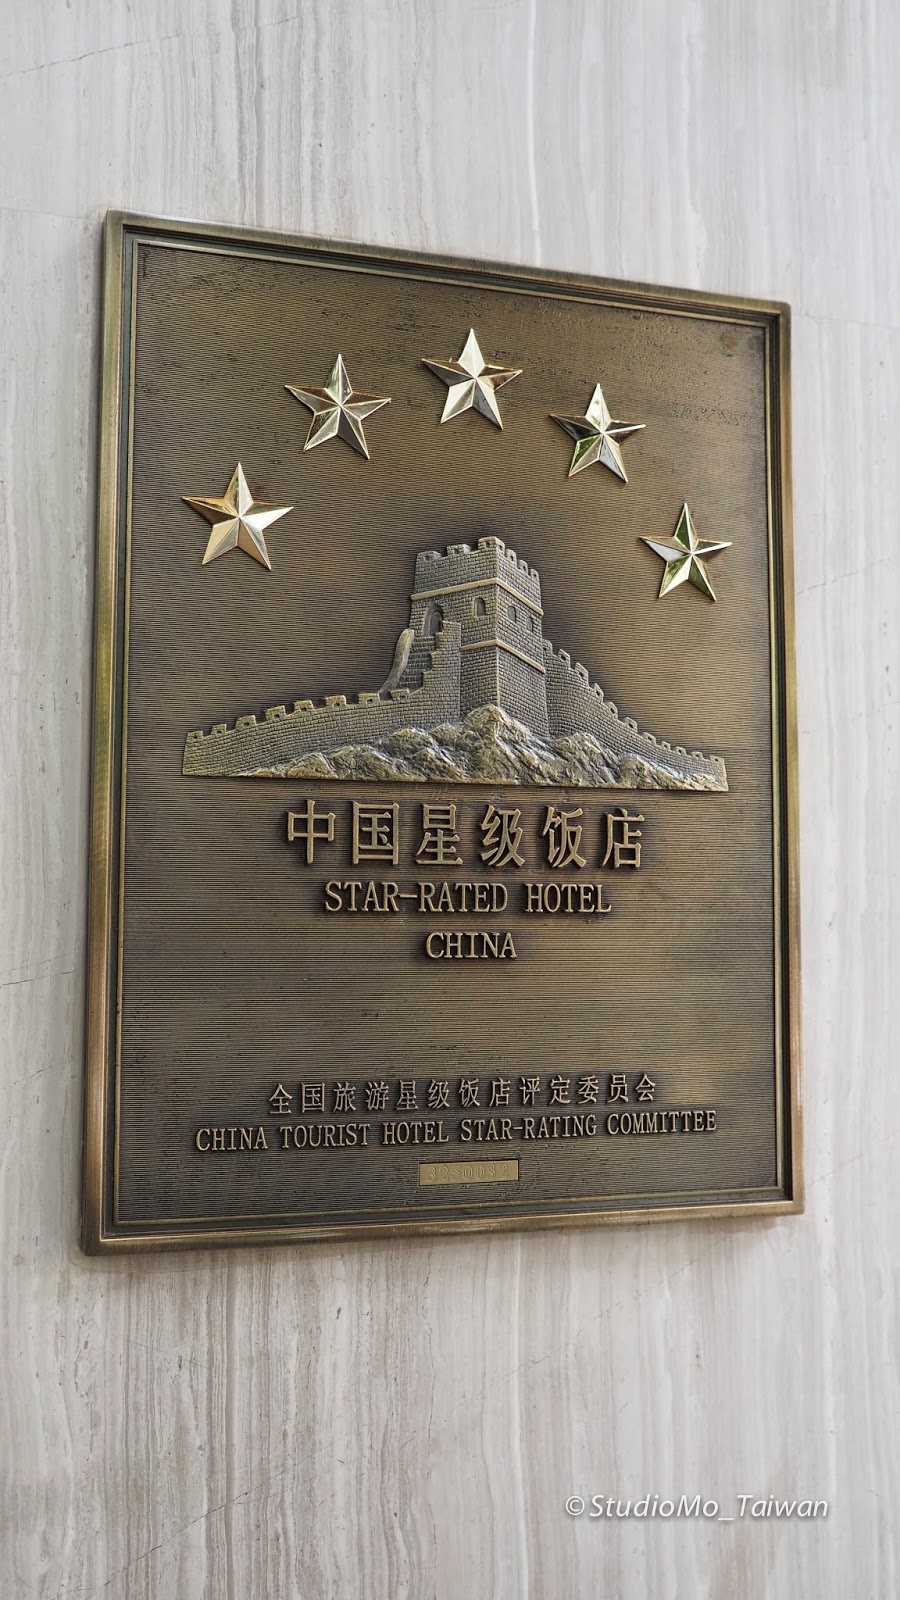 中国星级饭店
STAR-RATED HOTEL
CHINA
全国旅游星级饭店评定委员会
CHINA TOURIST HOTEL STAR-RATING COMMITTEE
©StudioMo_Taiwan